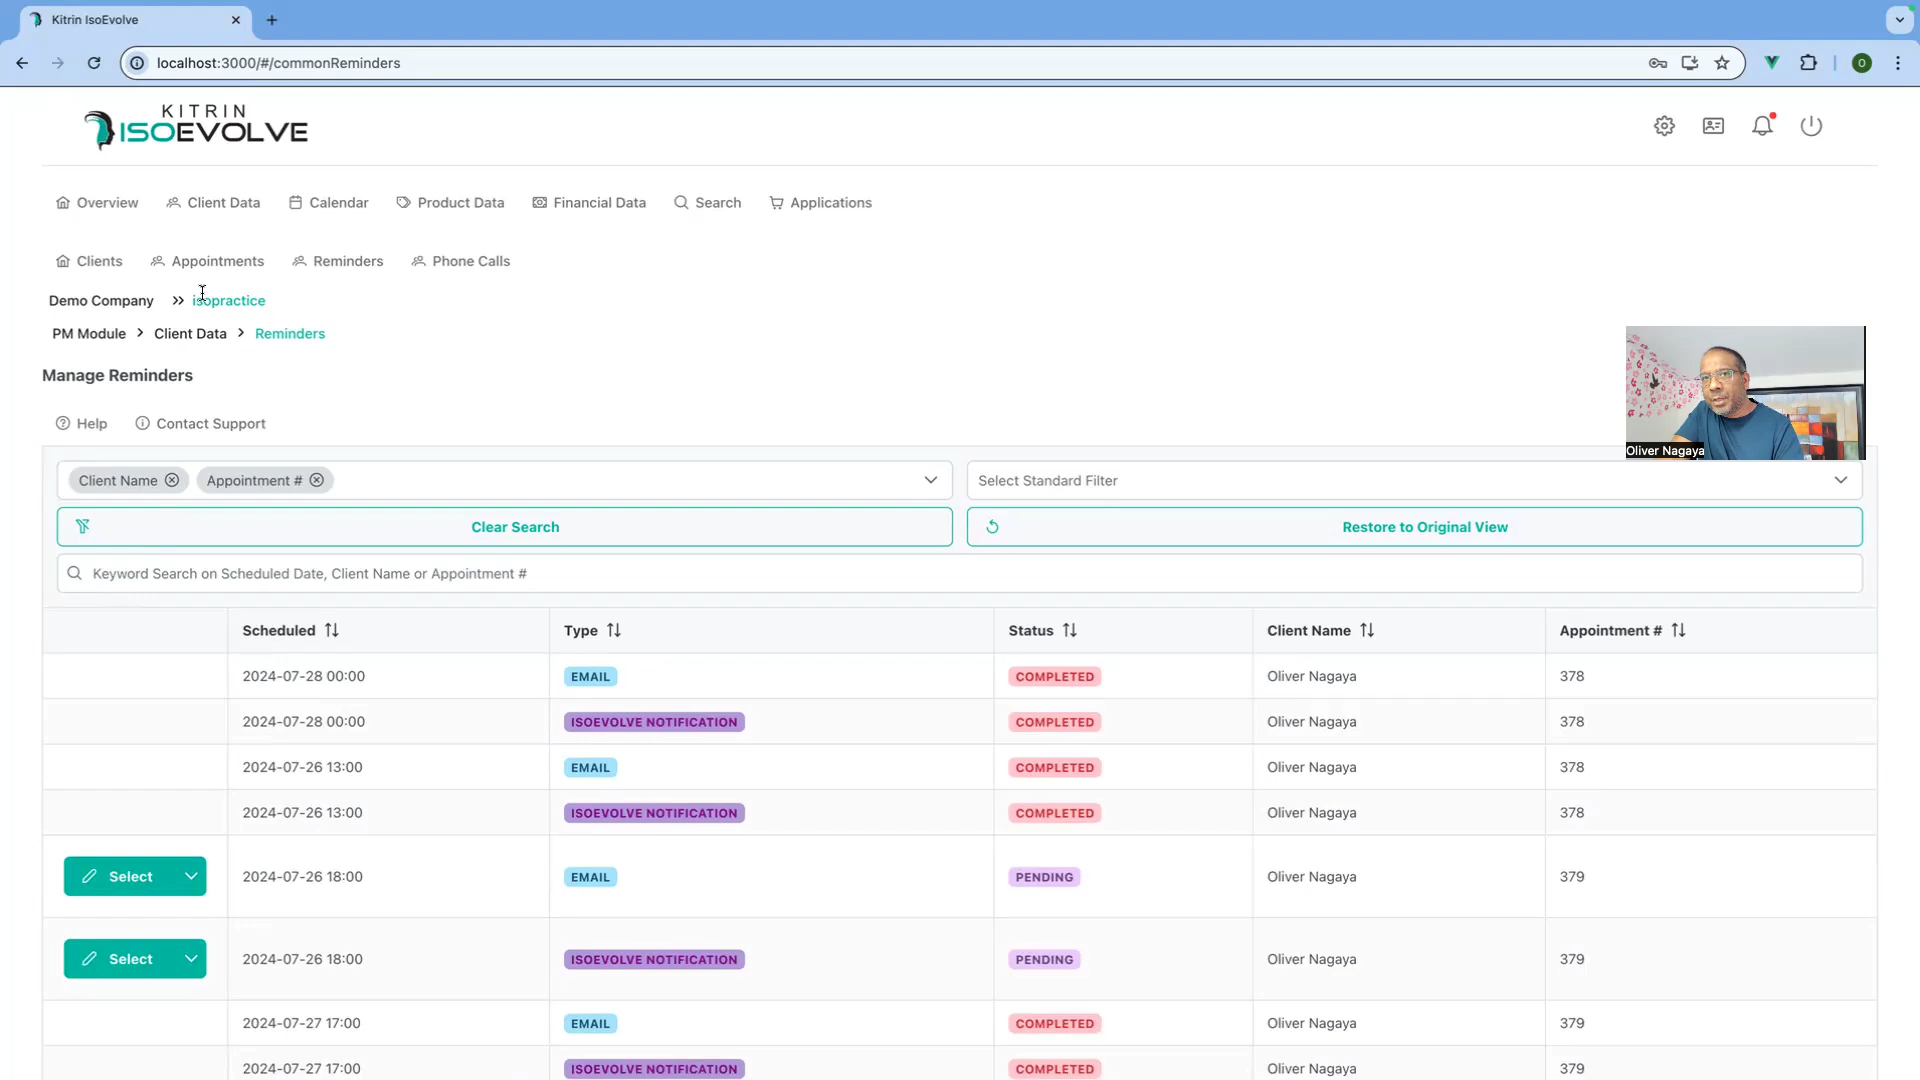 Kitrin IsoEvolve
localhost:3000/#/commonReminders
O
KITRIN
ISOEVOLVE
Overview Client Data Calendar Product Data Financial Data Search Applications
Clients Appointments Reminders Phone Calls
Demo Company >> isopractice
PM Module > Client Data > Reminders
Manage Reminders
Help Contact Support
Oliver Nagaya
Client Name Appointment # Select Standard Filter
Clear Search Restore to Original View
Keyword Search on Scheduled Date, Client Name or Appointment #
Scheduled Type Status Client Name Appointment #
2024-07-28 00:00 EMAIL COMPLETED Oliver Nagaya 378
2024-07-28 00:00 ISOEVOLVE NOTIFICATION COMPLETED Oliver Nagaya 378
2024-07-26 13:00 EMAIL COMPLETED Oliver Nagaya 378
2024-07-26 13:00 ISOEVOLVE NOTIFICATION COMPLETED Oliver Nagaya 378
Select 2024-07-26 18:00 EMAIL PENDING Oliver Nagaya 379
Select 2024-07-26 18:00 ISOEVOLVE NOTIFICATION PENDING Oliver Nagaya 379
2024-07-27 17:00 EMAIL COMPLETED Oliver Nagaya 379
2024-07-27 17:00 ISOEVOLVE NOTIFICATION COMPLETED Oliver Nagaya 379